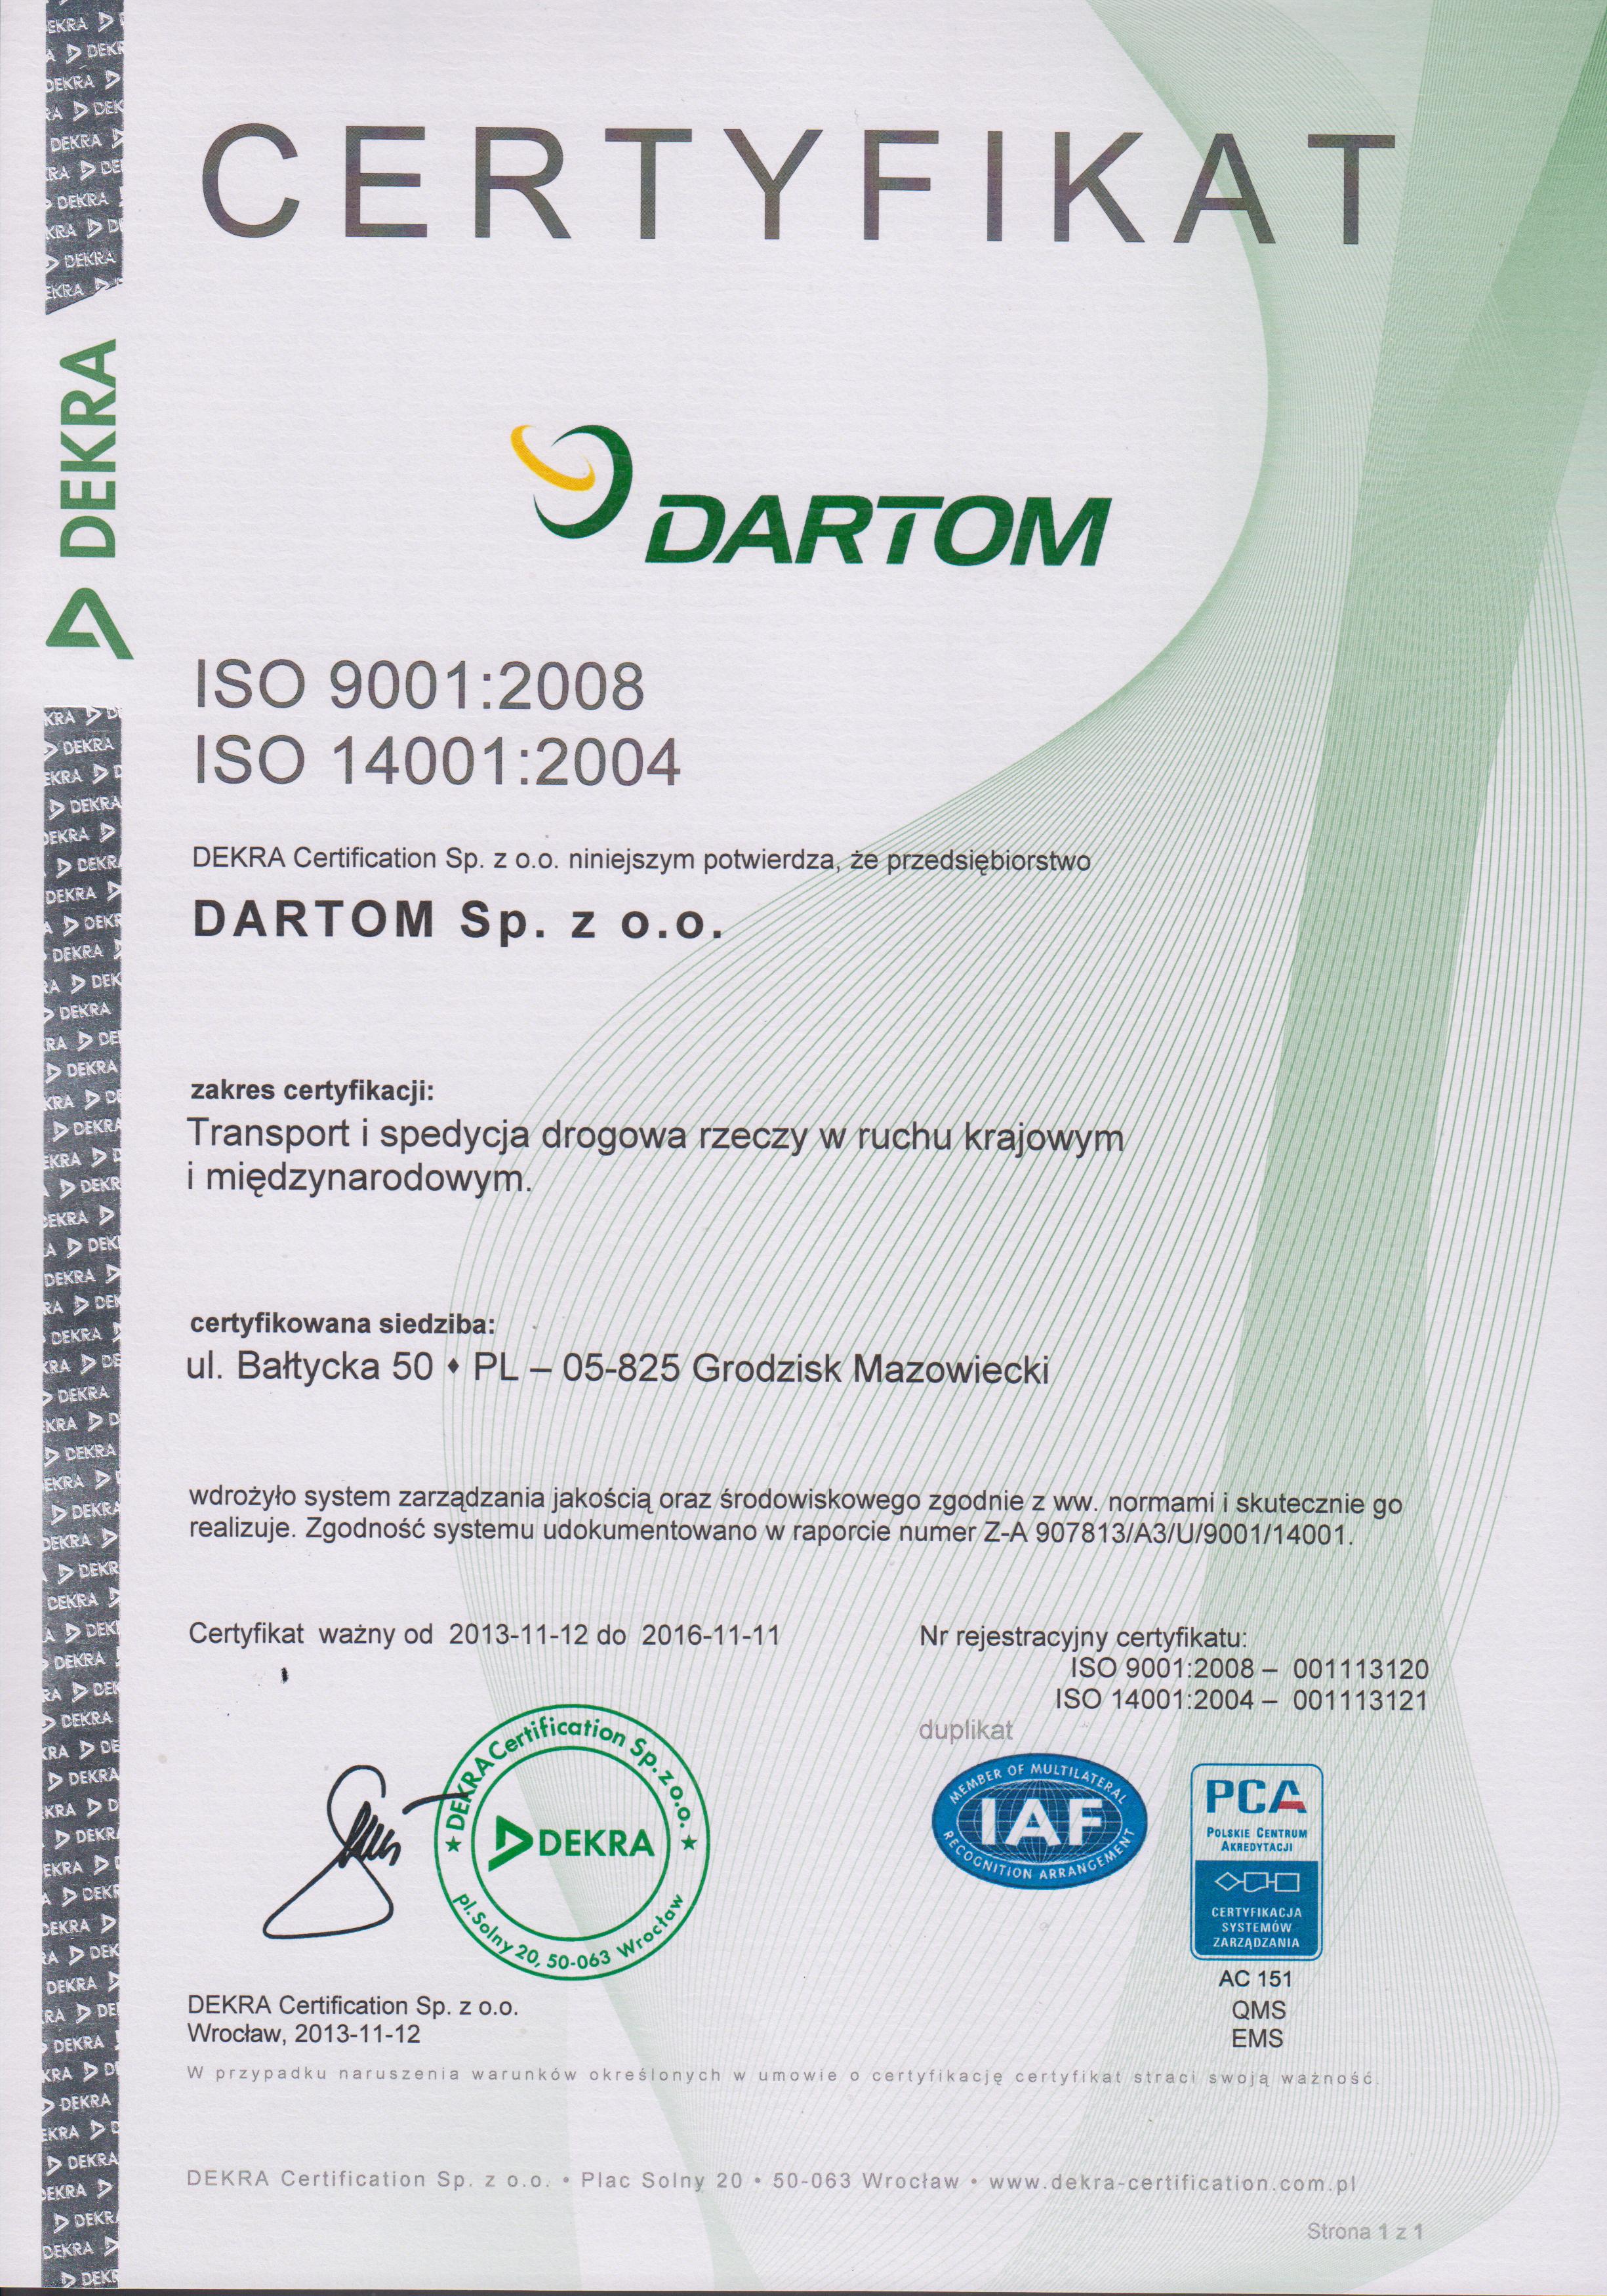 CERTYFIKAT
DEKRA
DARTOM
ISO 9001:2008
ISO 14001:2004
DEKRA Certification Sp. z o.o. niniejszym potwierdza, że przedsiębiorstwo
DARTOM Sp. z o.o.
zakres certyfikacji:
Transport i spedycja drogowa rzeczy w ruchu krajowym
i międzynarodowym.
certyfikowana siedziba:
ul. Bałtycka 50 ♦ PL – 05-825 Grodzisk Mazowiecki
wdrożyło system zarządzania jakością oraz środowiskowego zgodnie z ww. normami i skutecznie go
realizuje. Zgodność systemu udokumentowano w raporcie numer Z-A 907813/A3/U/9001/14001.
Certyfikat ważny od 2013-11-12 do 2016-11-11
Nr rejestracyjny certyfikatu:
ISO 9001:2008 – 001113120
ISO 14001:2004 – 001113121
duplikat
DEKRA Certification Sp. z o.o.
DEKRA
pl. Solny 20, 50-063 Wrocław
MEMBER OF MULTILATERAL
IAF
RECOGNITION ARRANGEMENT
PCA
POLSKIE CENTRUM
AKREDYTACJI
CERTYFIKACJA
SYSTEMÓW
ZARZĄDZANIA
AC 151
QMS
EMS
DEKRA Certification Sp. z o.o.
Wrocław, 2013-11-12
W przypadku naruszenia warunków określonych w umowie o certyfikację certyfikat straci swoją ważność.
DEKRA Certification Sp. z o.o. • Plac Solny 20 • 50-063 Wrocław • www.dekra-certification.com.pl
Strona 1 z 1